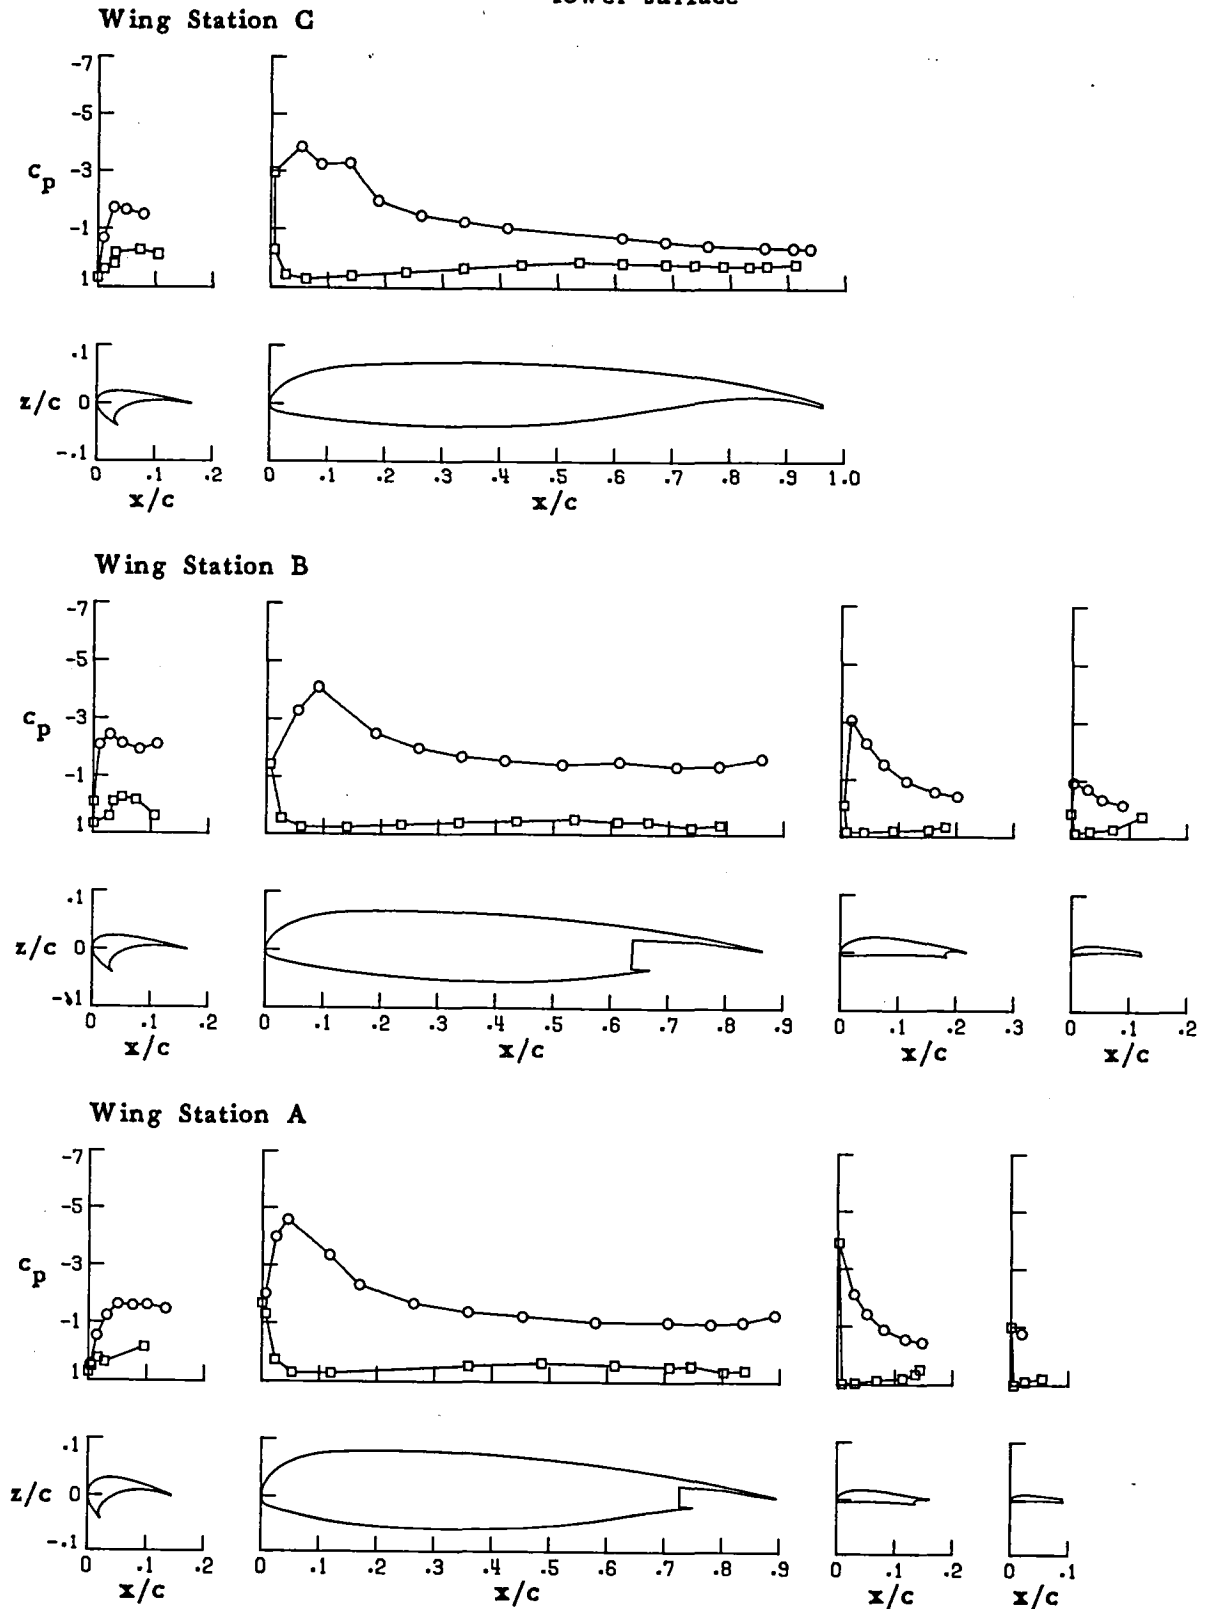 lower surface
Wing Station C
-7
-5
-3
-1
1
c_p
.1
z/c 0
-.1
0 .1 .2 0 .1 .2 .3 .4 .5 .6 .7 .8 .9 1.0
x/c x/c
Wing Station B
-7
-5
-3
-1
1
c_p
.1
z/c 0
-.1
0 .1 .2 0 .1 .2 .3 .4 .5 .6 .7 .8 .9 0 .1 .2 .3 0 .1 .2
x/c x/c x/c x/c
Wing Station A
-7
-5
-3
-1
1
c_p
.1
z/c 0
-.1
0 .1 .2 0 .1 .2 .3 .4 .5 .6 .7 .8 .9 0 .1 .2 0 .1
x/c x/c x/c x/c